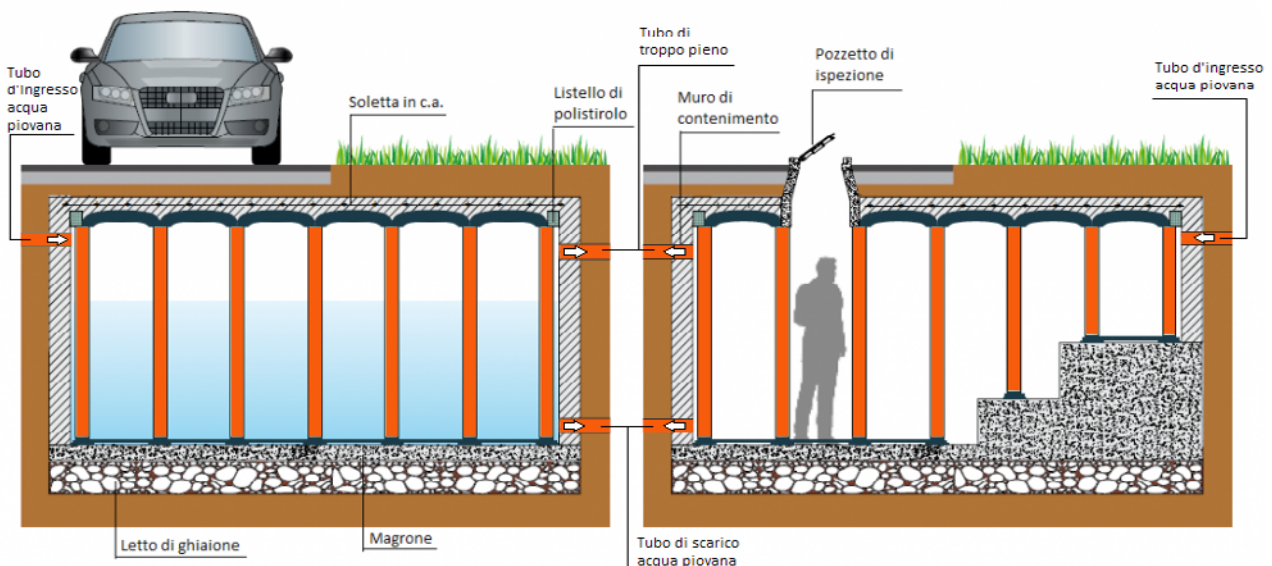 Tubo
d'Ingresso
acqua
piovana
Soletta in c.a.
Listello di
polistirolo
Tubo di
troppo pieno
Muro di
contenimento
Pozzetto di
ispezione
Tubo d'ingresso
acqua piovana
Letto di ghiaione
Magrone
Tubo di scarico
acqua piovana